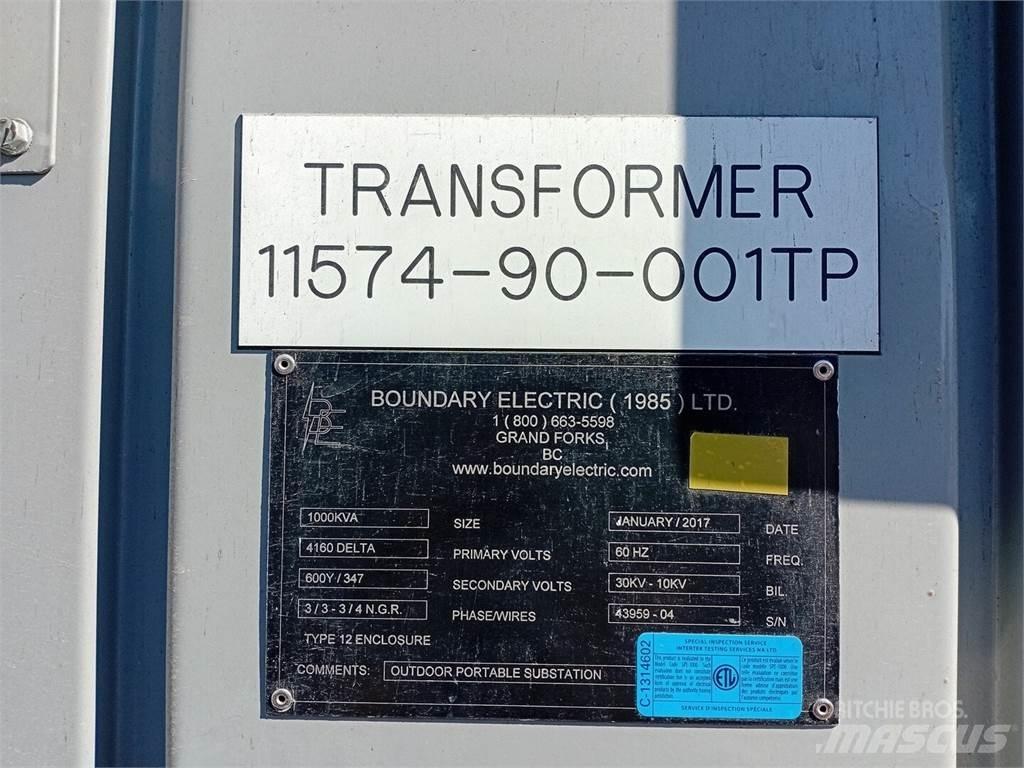 TRANSFORMER
11574-90-001TP
BE
BOUNDARY ELECTRIC ( 1985 ) LTD.
1 ( 800 ) 663-5598
GRAND FORKS,
BC
www.boundaryelectric.com
1000KVA SIZE JANUARY / 2017 DATE
4160 DELTA PRIMARY VOLTS 60 HZ FREQ.
600Y / 347 SECONDARY VOLTS 30KV - 10KV BIL.
3 / 3 - 3 / 4 N.G.R. PHASE/WIRES 43959 - 04 S/N
TYPE 12 ENCLOSURE
COMMENTS: OUTDOOR PORTABLE SUBSTATION
C-1314602
SPECIAL INSPECTION SERVICE
INTERTEK TESTING SERVICES NA LTD
ETL
SERVICE D'INSPECTION SPÉCIALE
RITCHIE BROS.
MASCUS